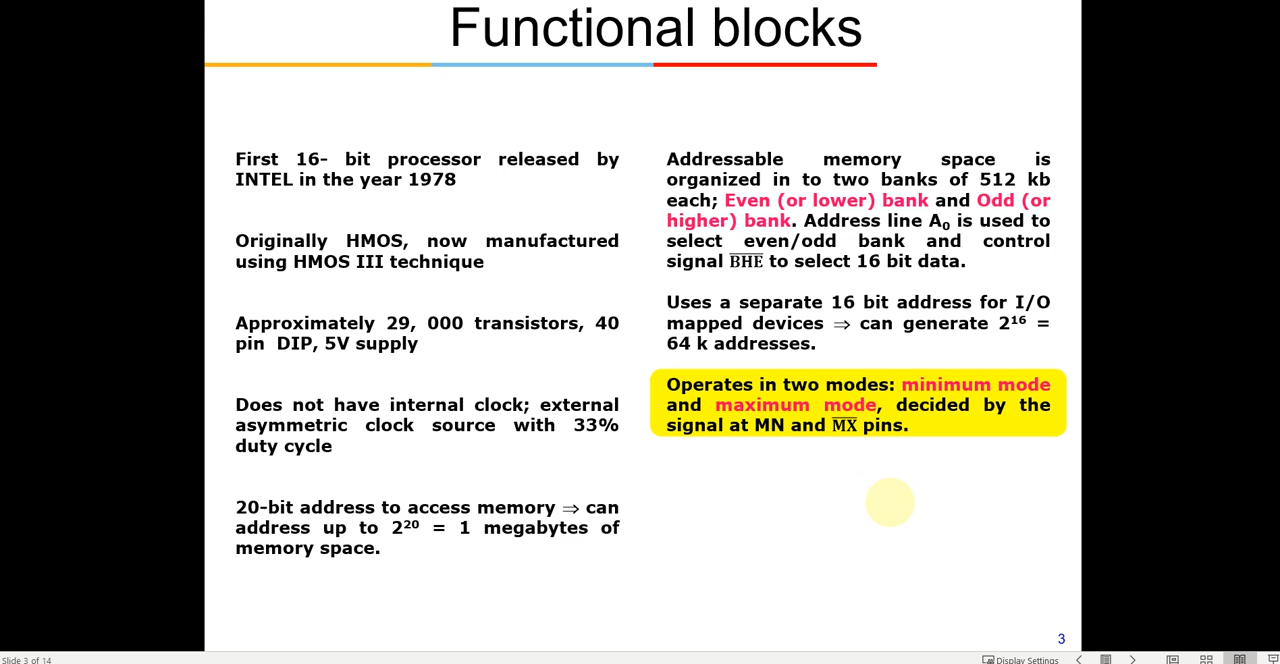 Functional blocks
First 16- bit processor released by
INTEL in the year 1978
Originally HMOS, now manufactured
using HMOS III technique
Approximately 29, 000 transistors, 40
pin DIP, 5V supply
Does not have internal clock; external
asymmetric clock source with 33%
duty cycle
20-bit address to access memory ⇒ can
address up to 2²⁰ = 1 megabytes of
memory space.
Addressable memory space is
organized in to two banks of 512 kb
each; Even (or lower) bank and Odd (or
higher) bank. Address line A₀ is used to
select even/odd bank and control
signal B̅H̅E̅ to select 16 bit data.
Uses a separate 16 bit address for I/O
mapped devices ⇒ can generate 2¹⁶ =
64 k addresses.
Operates in two modes: minimum mode
and maximum mode, decided by the
signal at MN and M̅X̅ pins.
3
Slide 3 of 14
Display Settings